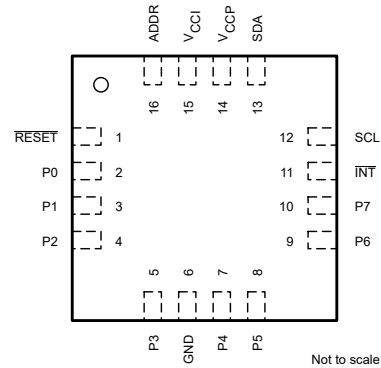 ADDR
VCCI
VCCP
SDA
16
15
14
13
RESET 1
12 SCL
P0 2
11 INT
P1 3
10 P7
P2 4
9 P6
5
6
7
8
P3
GND
P4
P5
Not to scale